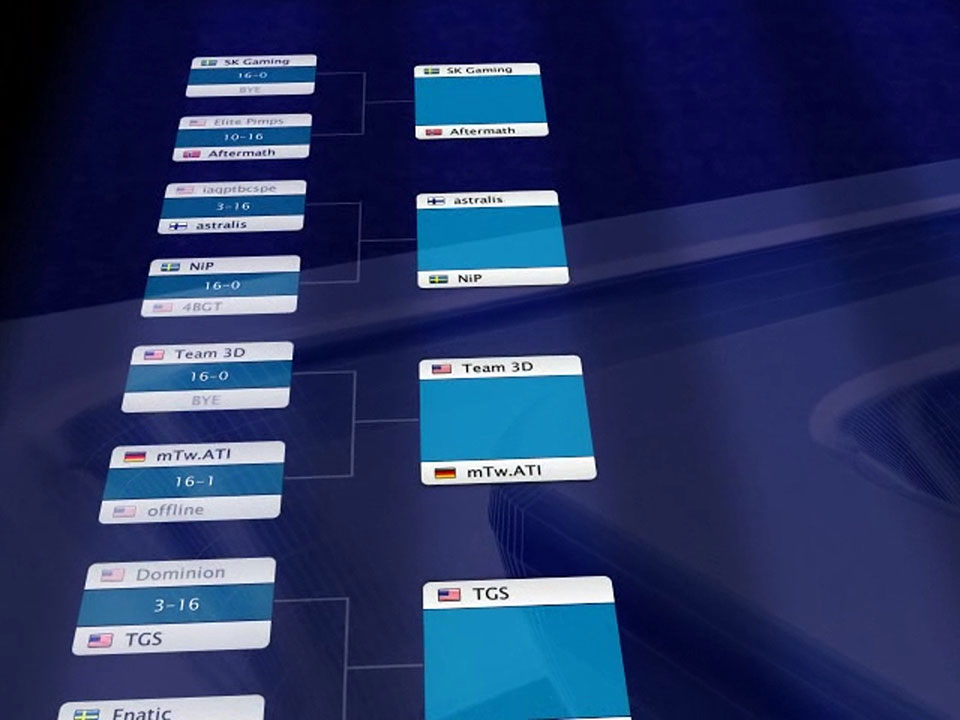 SK Gaming
16-0
BYE
Elite Pimps
10-16
Aftermath
iaqptbcspe
3-16
astralis
NiP
16-0
4BGT
Team 3D
16-0
BYE
mTw.ATI
16-1
offline
Dominion
3-16
TGS
Fnatic
SK Gaming
Aftermath
astralis
NiP
Team 3D
mTw.ATI
TGS